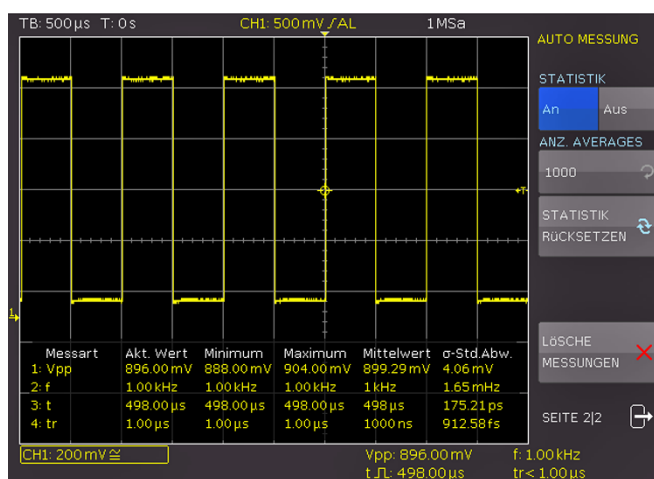 TB: 500µs T: 0s CH1: 500mV ⌠AL 1MSa
AUTO MESSUNG
STATISTIK
An Aus
ANZ. AVERAGES
1000
STATISTIK
RüCKSETZEN
LöSCHE
MESSUNGEN
SEITE 2|2
T
1
Messart Akt. Wert Minimum Maximum Mittelwert σ-Std.Abw.
1: Vpp 896.00mV 888.00mV 904.00mV 899.29mV 4.06mV
2: f 1.00kHz 1.00kHz 1.00kHz 1kHz 1.65mHz
3: t 498.00µs 498.00µs 498.00µs 498µs 175.21ps
4: tr 1.00µs 1.00µs 1.00µs 1000ns 912.58fs
CH1: 200mV≅ Vpp: 896.00mV f: 1.00kHz
t⎍: 498.00µs tr< 1.00µs